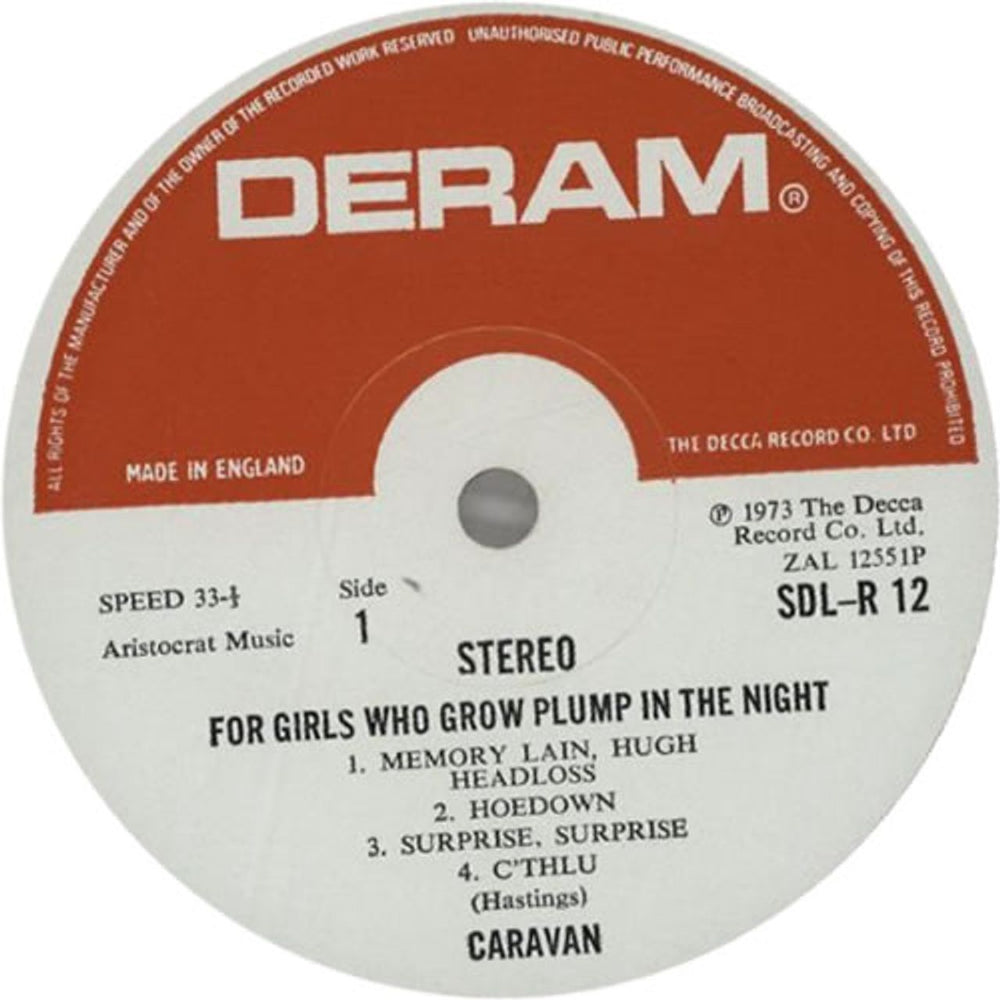 ALL RIGHTS OF THE MANUFACTURER AND OF THE OWNER OF THE RECORDED WORK RESERVED UNAUTHORISED PUBLIC PERFORMANCE BROADCASTING AND COPYING OF THIS RECORD PROHIBITED
DERAM®
MADE IN ENGLAND
THE DECCA RECORD CO. LTD
℗ 1973 The Decca
Record Co. Ltd.
ZAL 12551P
SDL-R 12
SPEED 33-⅓
Aristocrat Music
Side
1
STEREO
FOR GIRLS WHO GROW PLUMP IN THE NIGHT
1. MEMORY LAIN, HUGH
HEADLOSS
2. HOEDOWN
3. SURPRISE, SURPRISE
4. C'THLU
(Hastings)
CARAVAN